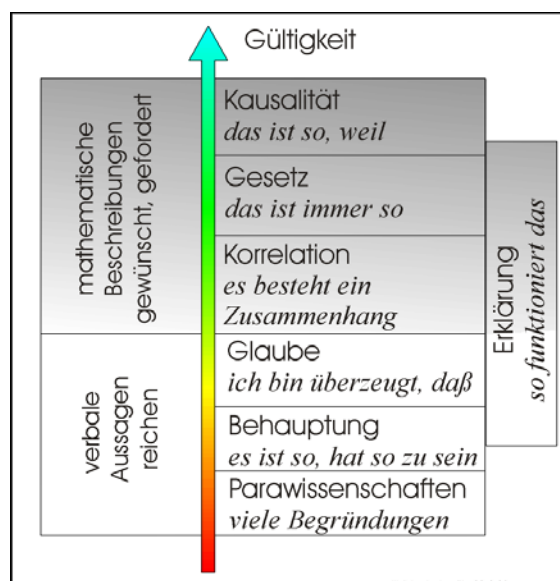 Gültigkeit
mathematische
Beschreibungen
gewünscht, gefordert
Kausalität
das ist so, weil
Gesetz
das ist immer so
Korrelation
es besteht ein
Zusammenhang
Erklärung
so funktioniert das
verbale
Aussagen
reichen
Glaube
ich bin überzeugt, daß
Behauptung
es ist so, hat so zu sein
Parawissenschaften
viele Begründungen